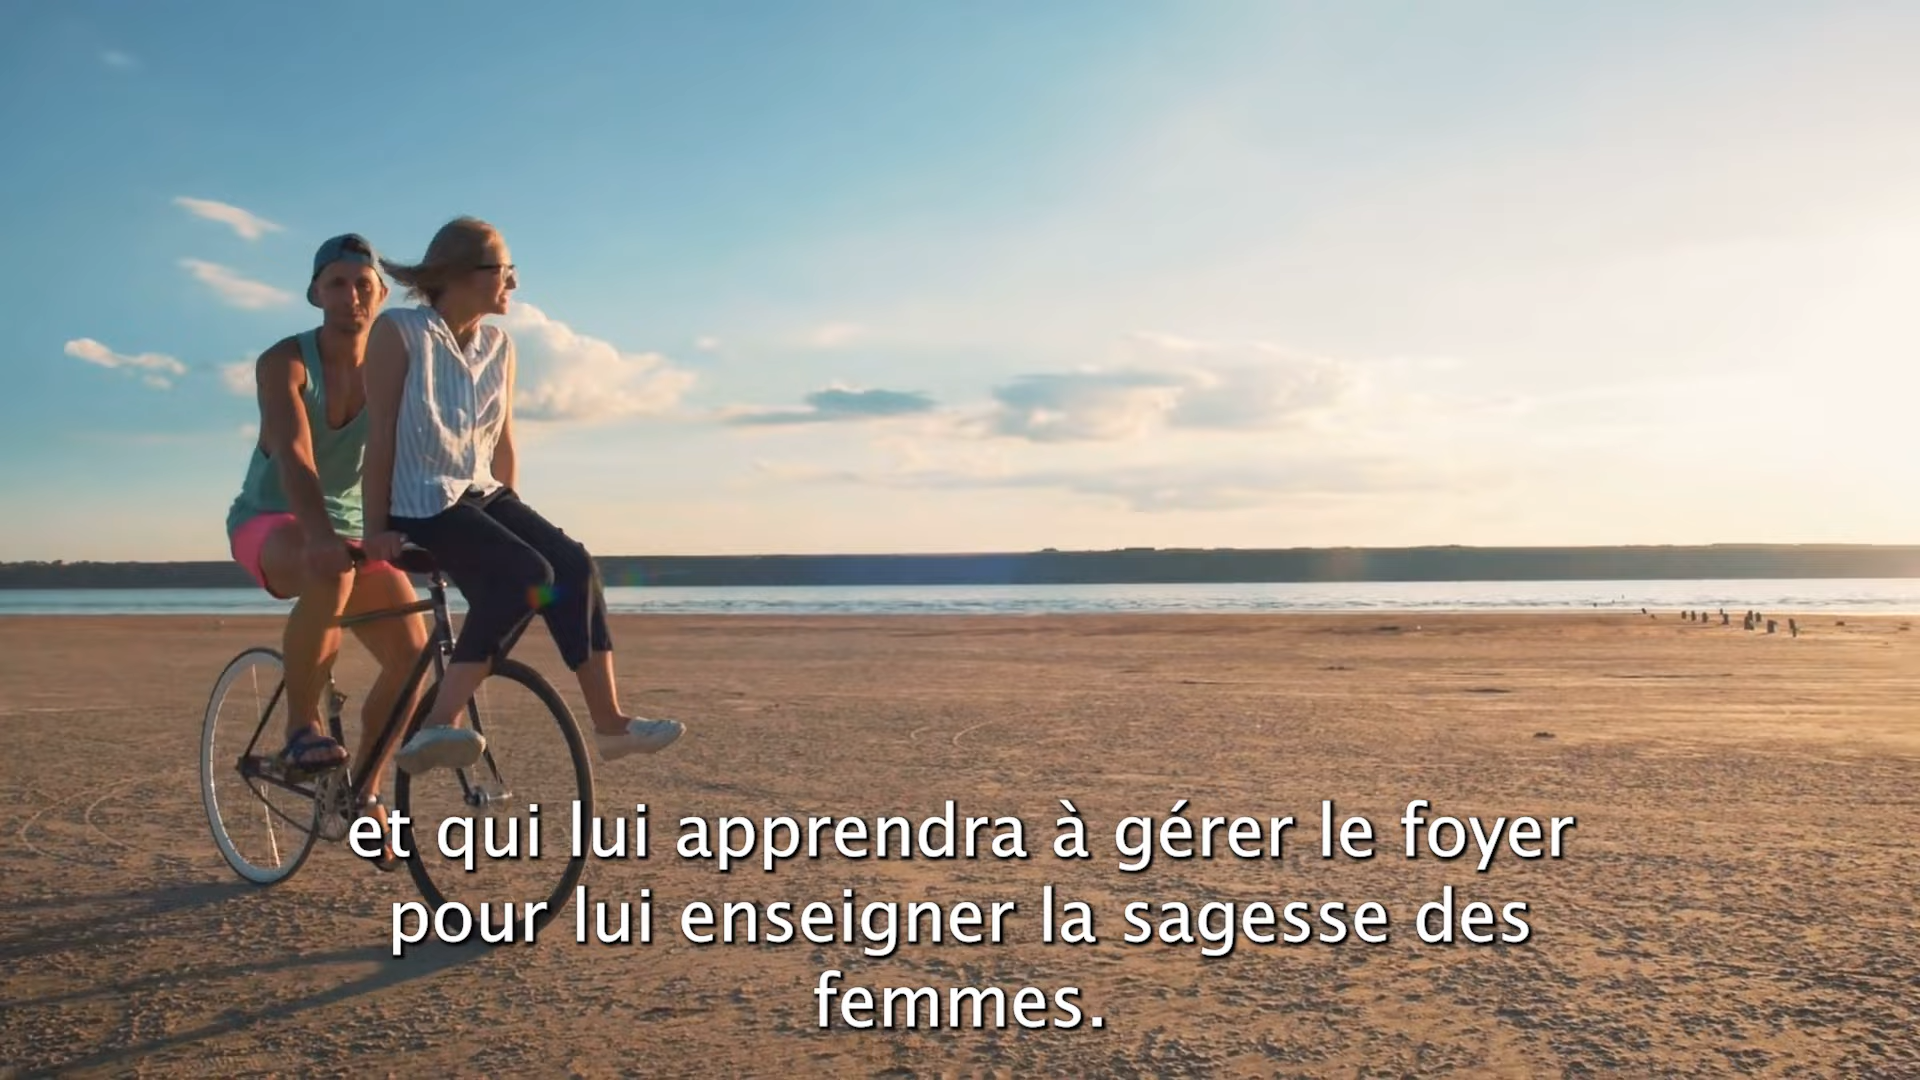 et qui lui apprendra à gérer le foyer
pour lui enseigner la sagesse des
femmes.